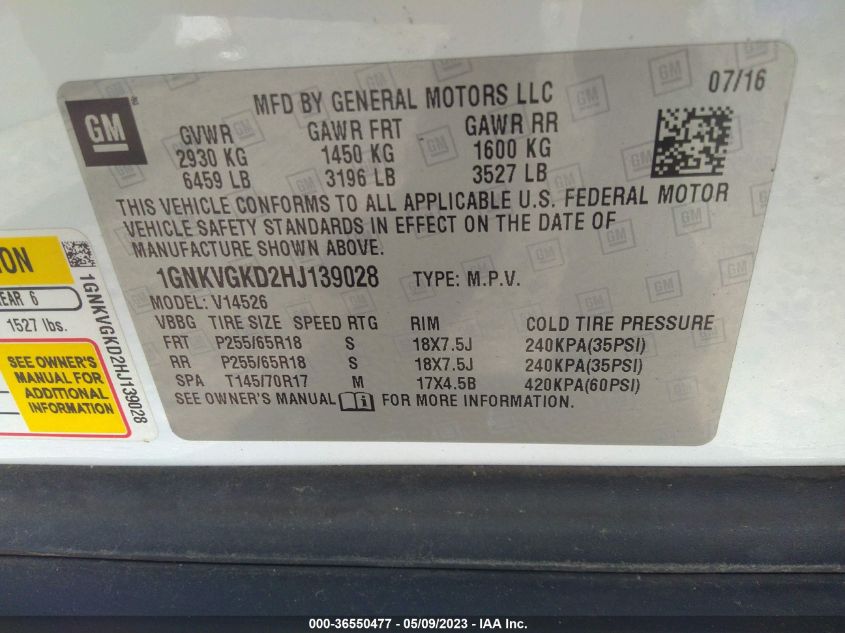 MFD BY GENERAL MOTORS LLC 07/16
GM
GVWR GAWR FRT GAWR RR
2930 KG 1450 KG 1600 KG
6459 LB 3196 LB 3527 LB
THIS VEHICLE CONFORMS TO ALL APPLICABLE U.S. FEDERAL MOTOR
VEHICLE SAFETY STANDARDS IN EFFECT ON THE DATE OF
MANUFACTURE SHOWN ABOVE.
1GNKVGKD2HJ139028 TYPE: M.P.V.
MODEL: V14526
VBBG TIRE SIZE SPEED RTG RIM COLD TIRE PRESSURE
FRT P255/65R18 S 18X7.5J 240KPA(35PSI)
RR P255/65R18 S 18X7.5J 240KPA(35PSI)
SPA T145/70R17 M 17X4.5B 420KPA(60PSI)
SEE OWNER'S MANUAL FOR MORE INFORMATION.
ION
EAR 6
1527 lbs.
SEE OWNER'S
MANUAL FOR
ADDITIONAL
INFORMATION
1GNKVGKD2HJ139028
000-36550477 - 05/09/2023 - IAA Inc.